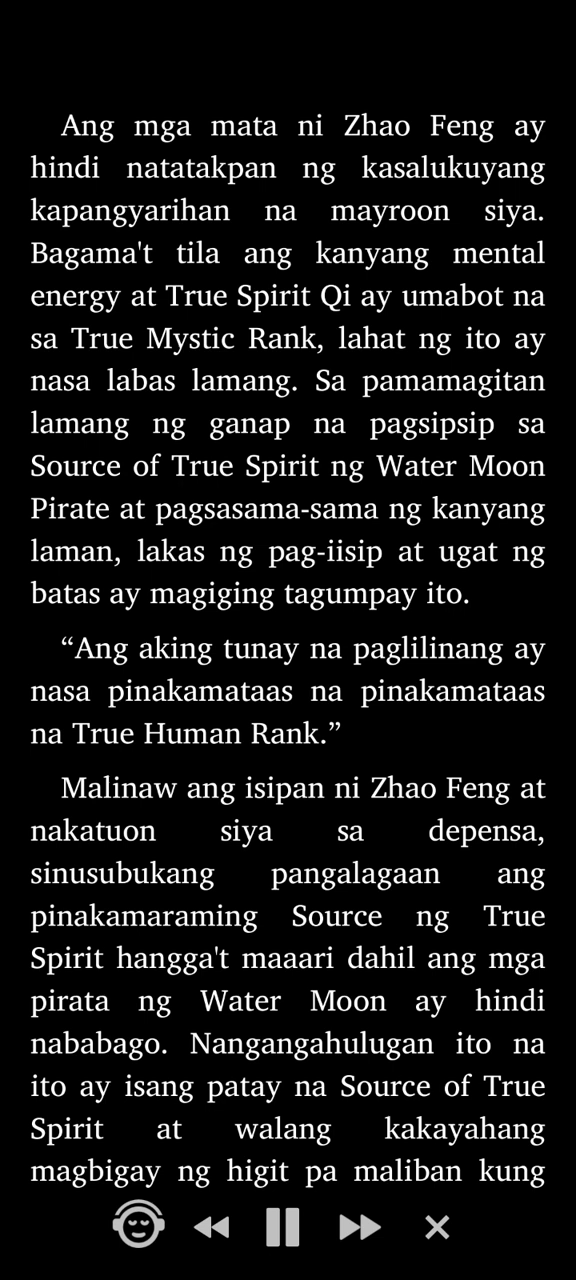 Ang mga mata ni Zhao Feng ay
hindi natatakpan ng kasalukuyang
kapangyarihan na mayroon siya.
Bagama't tila ang kanyang mental
energy at True Spirit Qi ay umabot na
sa True Mystic Rank, lahat ng ito ay
nasa labas lamang. Sa pamamagitan
lamang ng ganap na pagsipsip sa
Source of True Spirit ng Water Moon
Pirate at pagsasama-sama ng kanyang
laman, lakas ng pag-iisip at ugat ng
batas ay magiging tagumpay ito.
“Ang aking tunay na paglilinang ay
nasa pinakamataas na pinakamataas
na True Human Rank.”
Malinaw ang isipan ni Zhao Feng at
nakatuon siya sa depensa,
sinusubukang pangalagaan ang
pinakamaraming Source ng True
Spirit hangga't maaari dahil ang mga
pirata ng Water Moon ay hindi
nababago. Nangangahulugan ito na
ito ay isang patay na Source of True
Spirit at walang kakayahang
magbigay ng higit pa maliban kung